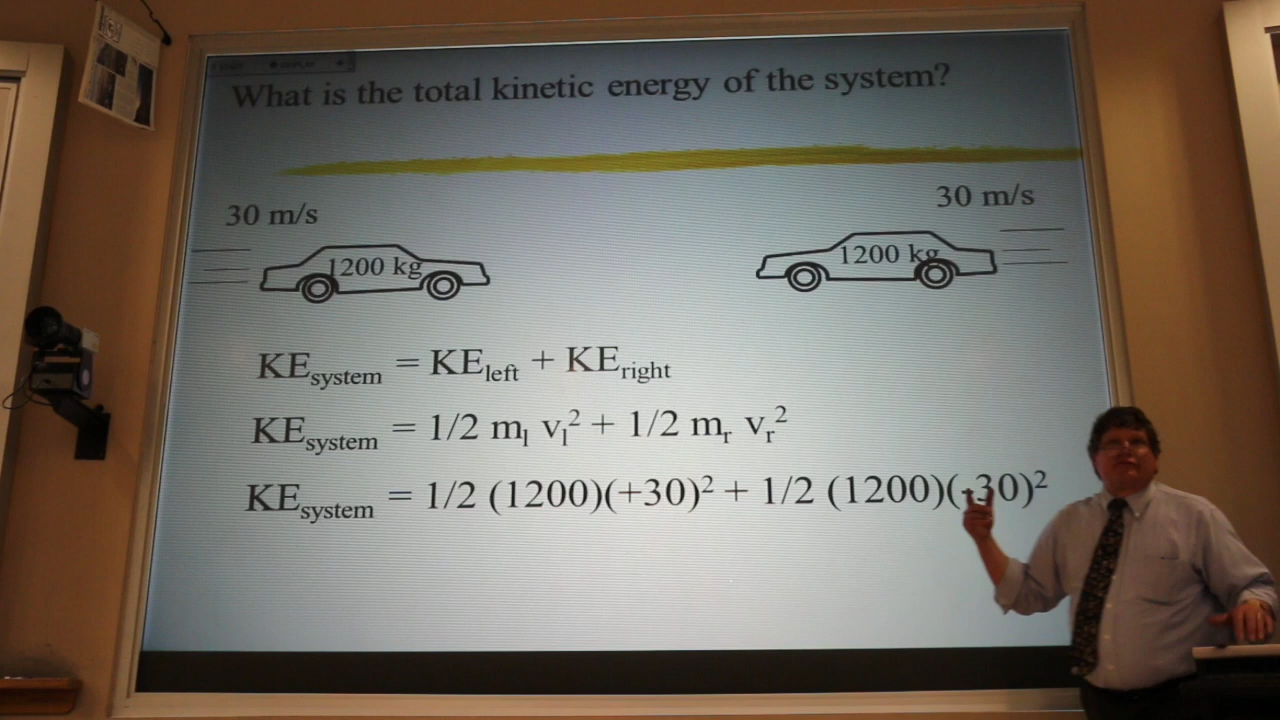 What is the total kinetic energy of the system?
30 m/s
30 m/s
1200 kg
1200 kg
KEsystem = KEleft + KEright
KEsystem = 1/2 ml vl² + 1/2 mr vr²
KEsystem = 1/2 (1200)(+30)² + 1/2 (1200)(-30)²